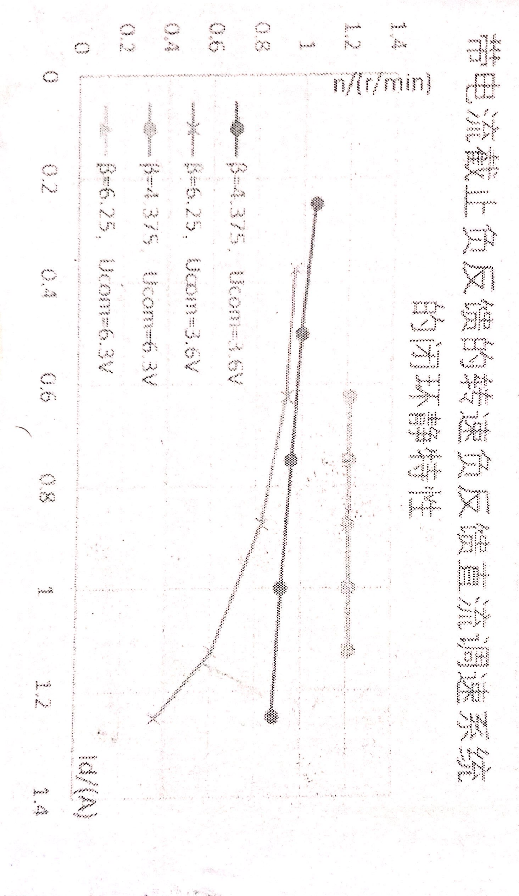 带电流截止负反馈的转速负反馈直流调速系统
的闭环静特性
n/(r/min)
1.4
1.2
1
0.8
0.6
0.4
0.2
0
0
0.2
0.4
0.6
0.8
1
1.2
1.4
Id/(A)
β=4.375, Ucom=3.6V
β=6.25, Ucom=3.6V
β=4.375, Ucom=6.3V
β=6.25, Ucom=6.3V